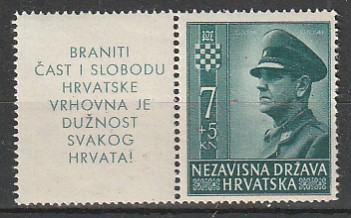 BRANITI
ČAST I SLOBODU
HRVATSKE
VRHOVNA JE
DUŽNOST
SVAKOG
HRVATA!
7
+5
KN
NEZAVISNA DRŽAVA
HRVATSKA